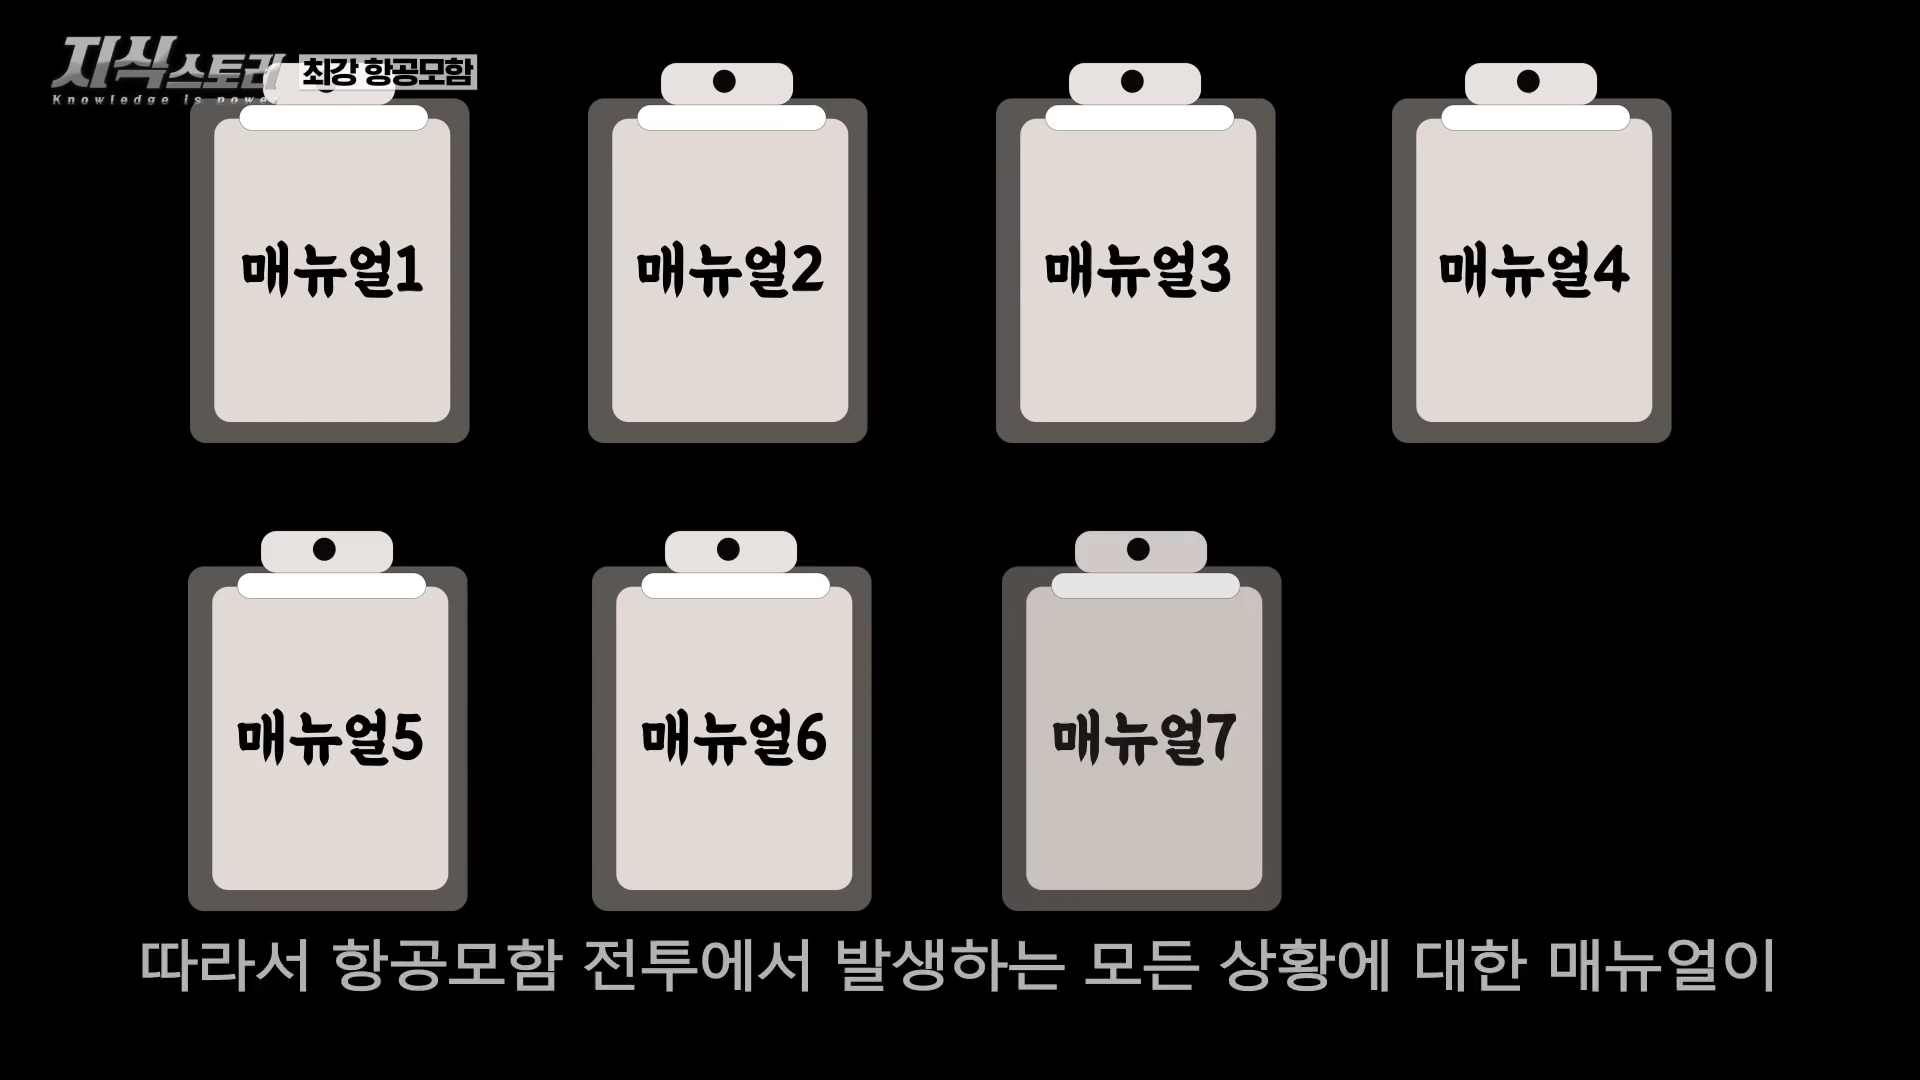 지식스토리 최강 항공모함
Knowledge is power
매뉴얼1 매뉴얼2 매뉴얼3 매뉴얼4
매뉴얼5 매뉴얼6 매뉴얼7
따라서 항공모함 전투에서 발생하는 모든 상황에 대한 매뉴얼이